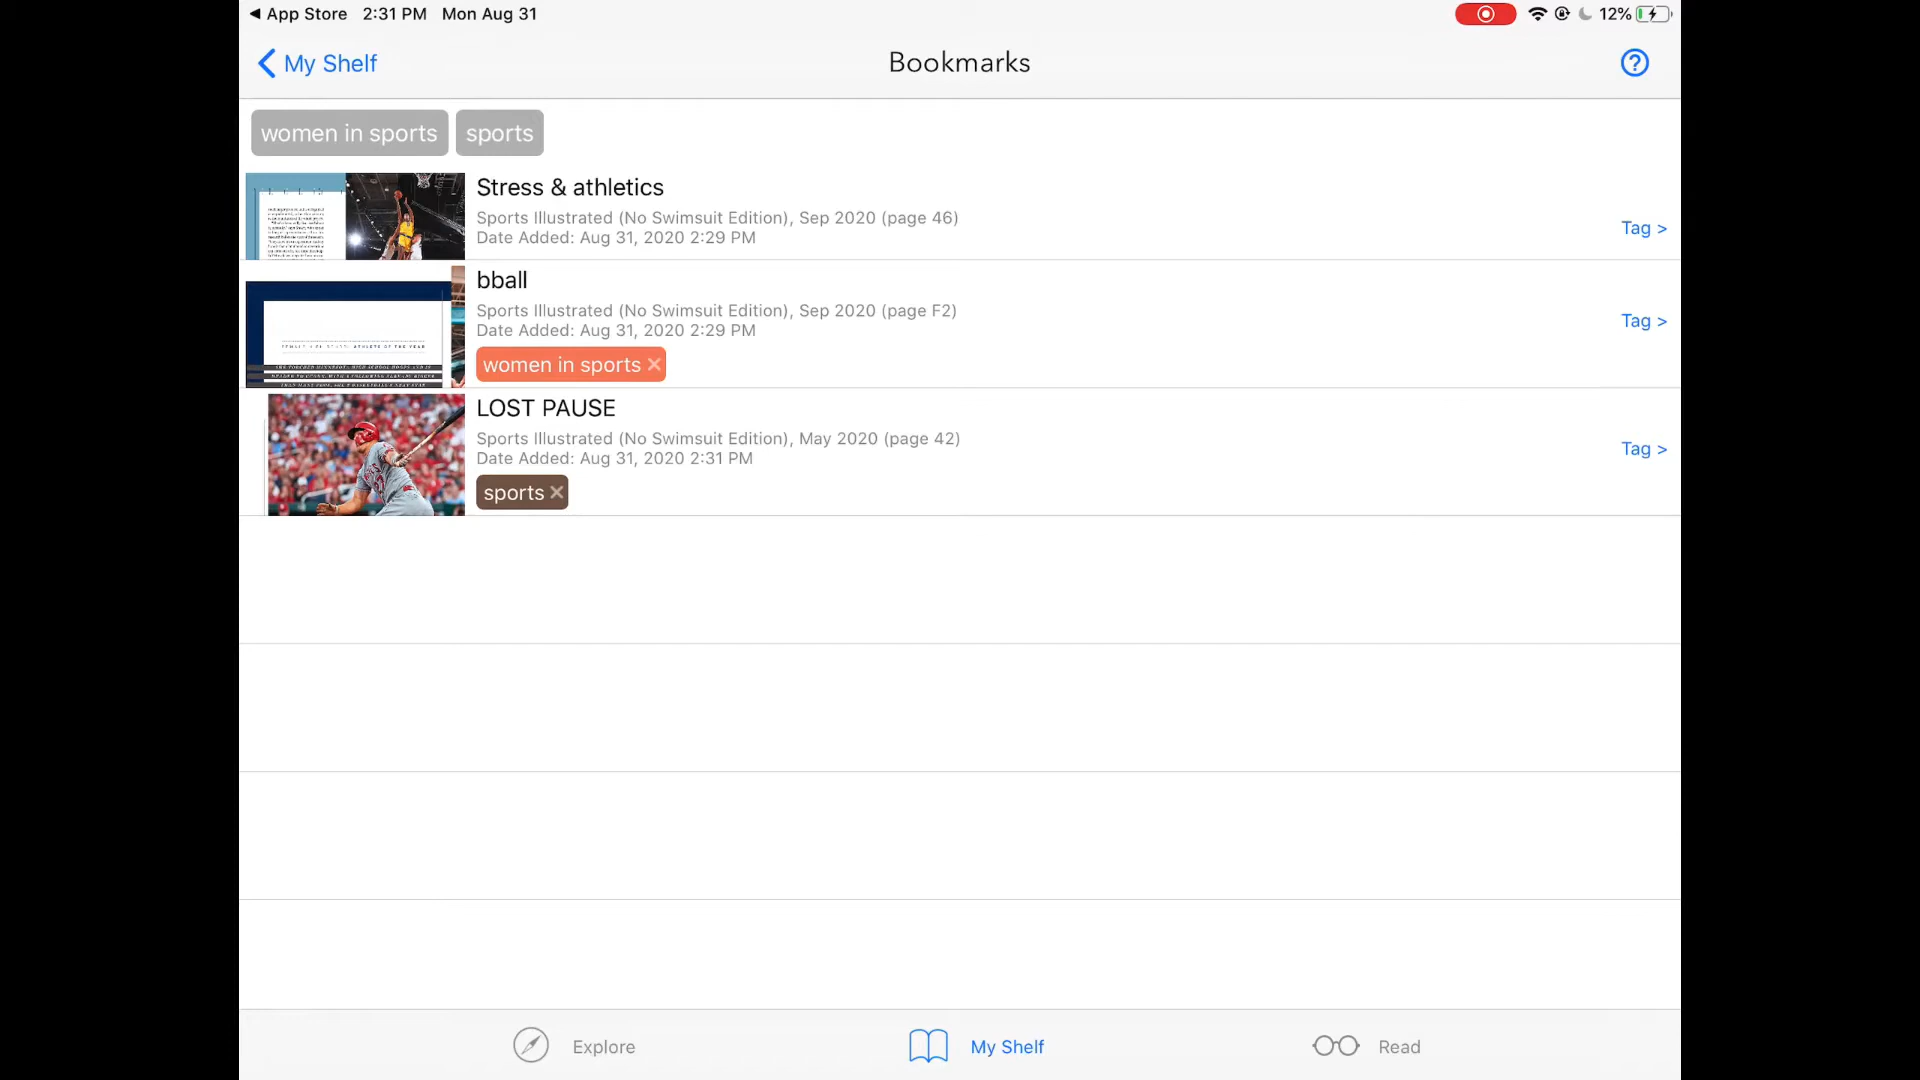 App Store 2:31 PM Mon Aug 31
12%
My Shelf
Bookmarks
?
women in sports
sports
Stress & athletics
Sports Illustrated (No Swimsuit Edition), Sep 2020 (page 46)
Date Added: Aug 31, 2020 2:29 PM
Tag >
bball
Sports Illustrated (No Swimsuit Edition), Sep 2020 (page F2)
Date Added: Aug 31, 2020 2:29 PM
Tag >
women in sports ×
LOST PAUSE
Sports Illustrated (No Swimsuit Edition), May 2020 (page 42)
Date Added: Aug 31, 2020 2:31 PM
Tag >
sports ×
Explore
My Shelf
Read